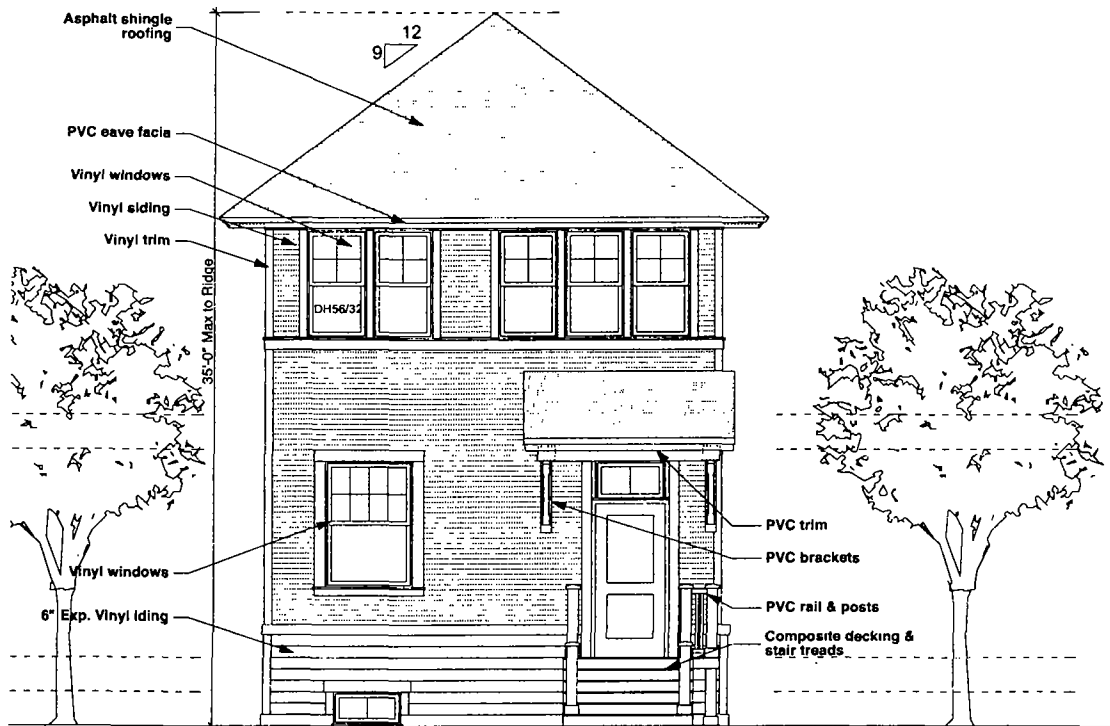 Asphalt shingle
roofing
12
9
PVC eave facia
Vinyl windows
Vinyl siding
Vinyl trim
35'-0" Max to Ridge
DH56/32
PVC trim
PVC brackets
Vinyl windows
PVC rail & posts
6" Exp. Vinyl iding
Composite decking &
stair treads